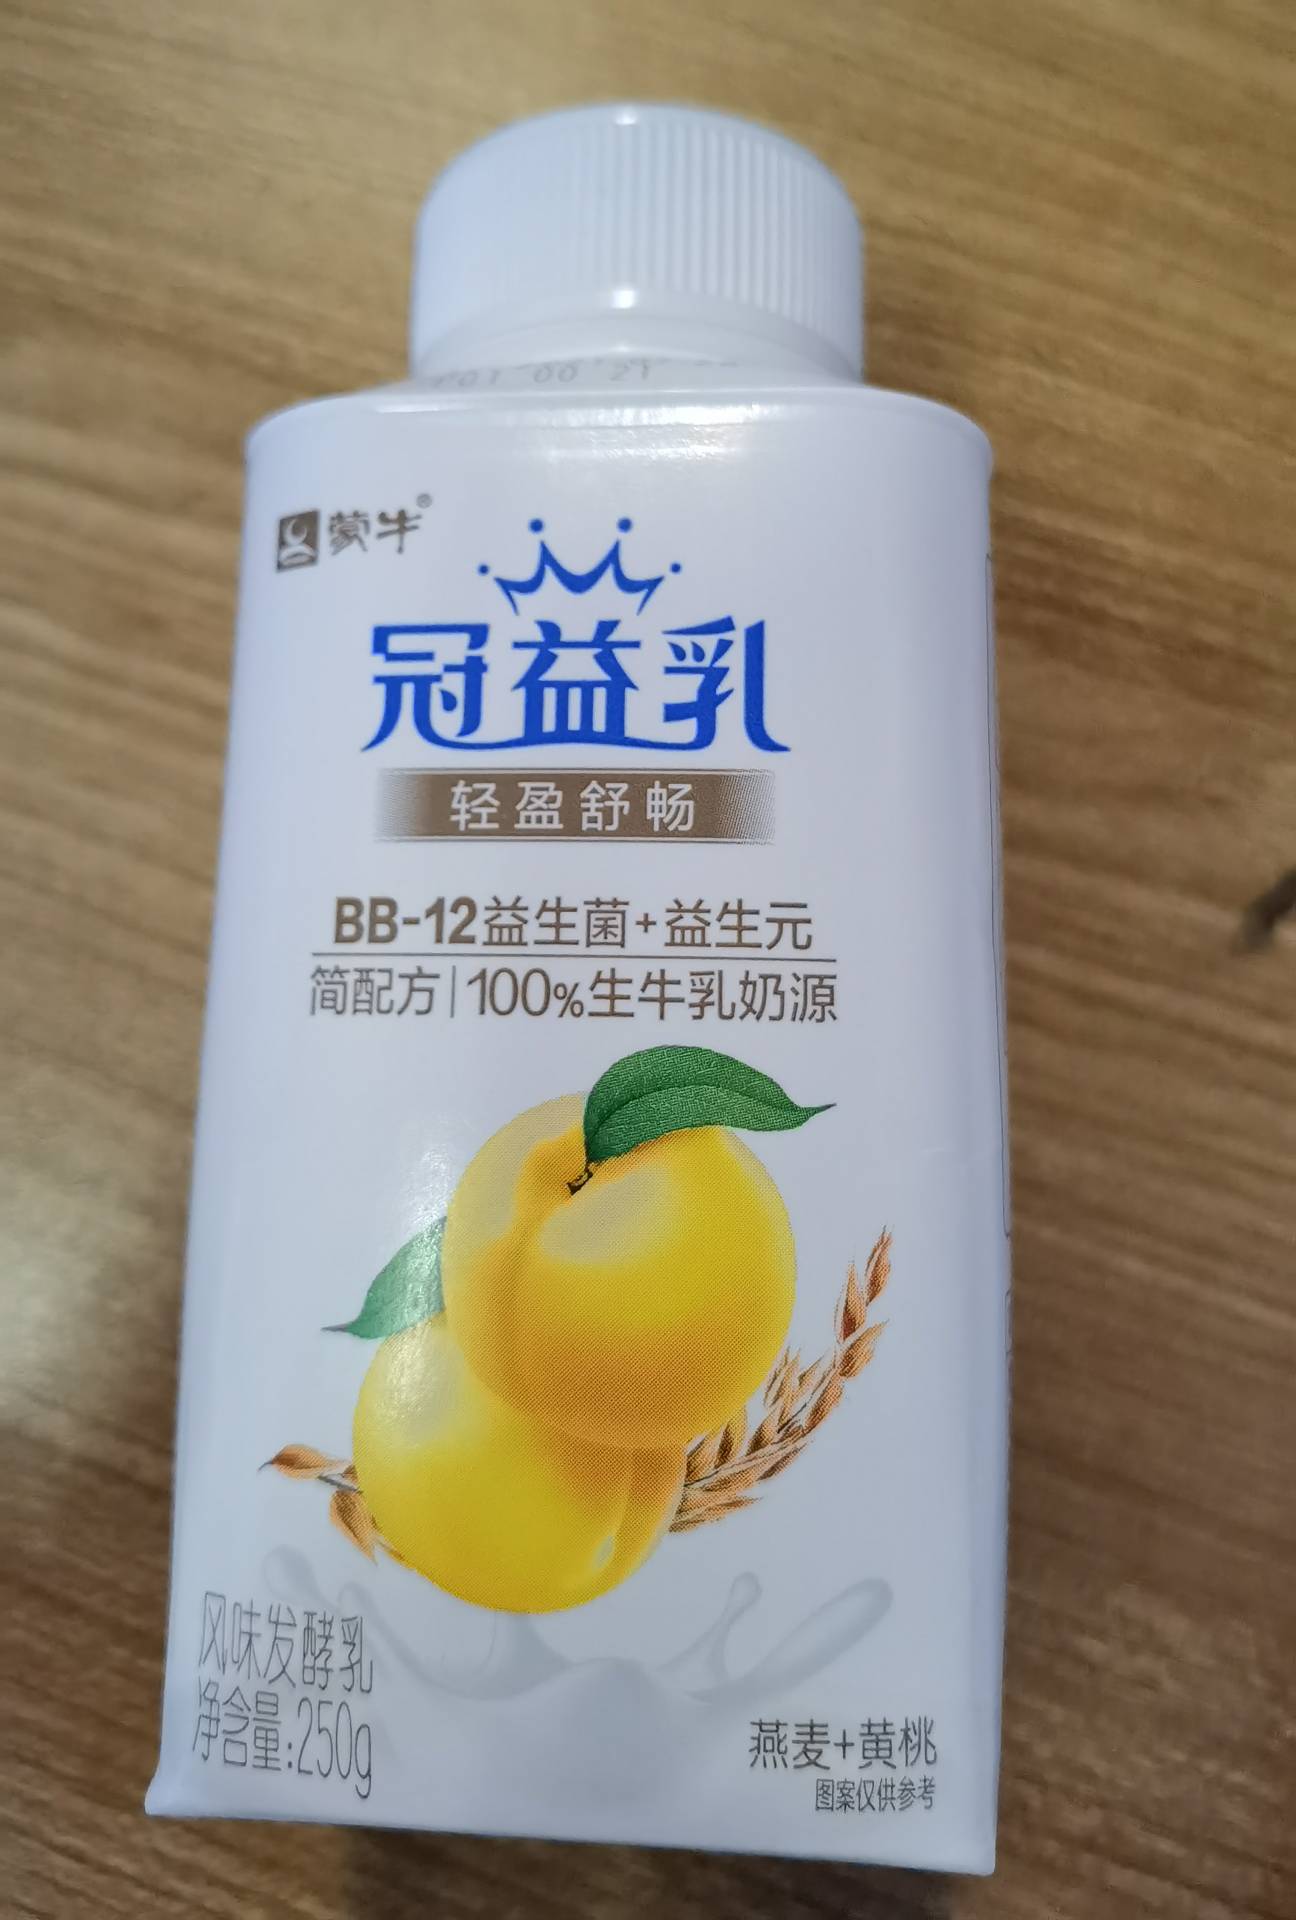 蒙牛®
冠益乳
轻盈舒畅
BB-12益生菌+益生元
简配方|100%生牛乳奶源
风味发酵乳
净含量:250g
燕麦+黄桃
图案仅供参考